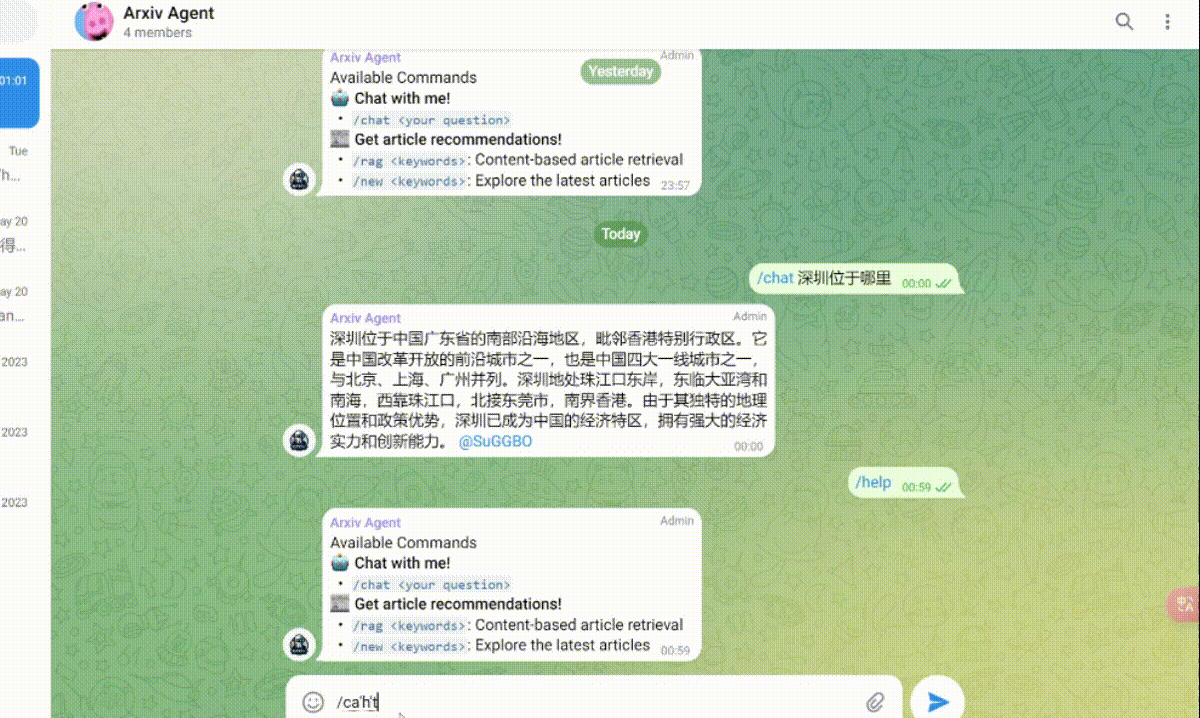 Arxiv Agent
4 members
01:01
Tue
h...
ay 20
得...
ay 20
an...
2023
2023
2023
Arxiv Agent
Admin
Yesterday
Available Commands
Chat with me!
• /chat <your question>
Get article recommendations!
• /rag <keywords>: Content-based article retrieval
• /new <keywords>: Explore the latest articles
23:57
Today
/chat 深圳位于哪里 00:00
Arxiv Agent
Admin
深圳位于中国广东省的南部沿海地区，毗邻香港特别行政区。它
是中国改革开放的前沿城市之一，也是中国四大一线城市之一，
与北京、上海、广州并列。深圳地处珠江口东岸，东临大亚湾和
南海，西靠珠江口，北接东莞市，南界香港。由于其独特的地理
位置和政策优势，深圳已成为中国的经济特区，拥有强大的经济
实力和创新能力。 @SuGGBO
00:00
/help 00:59
Arxiv Agent
Admin
Available Commands
Chat with me!
• /chat <your question>
Get article recommendations!
• /rag <keywords>: Content-based article retrieval
• /new <keywords>: Explore the latest articles
00:59
/ca'h't
中
A